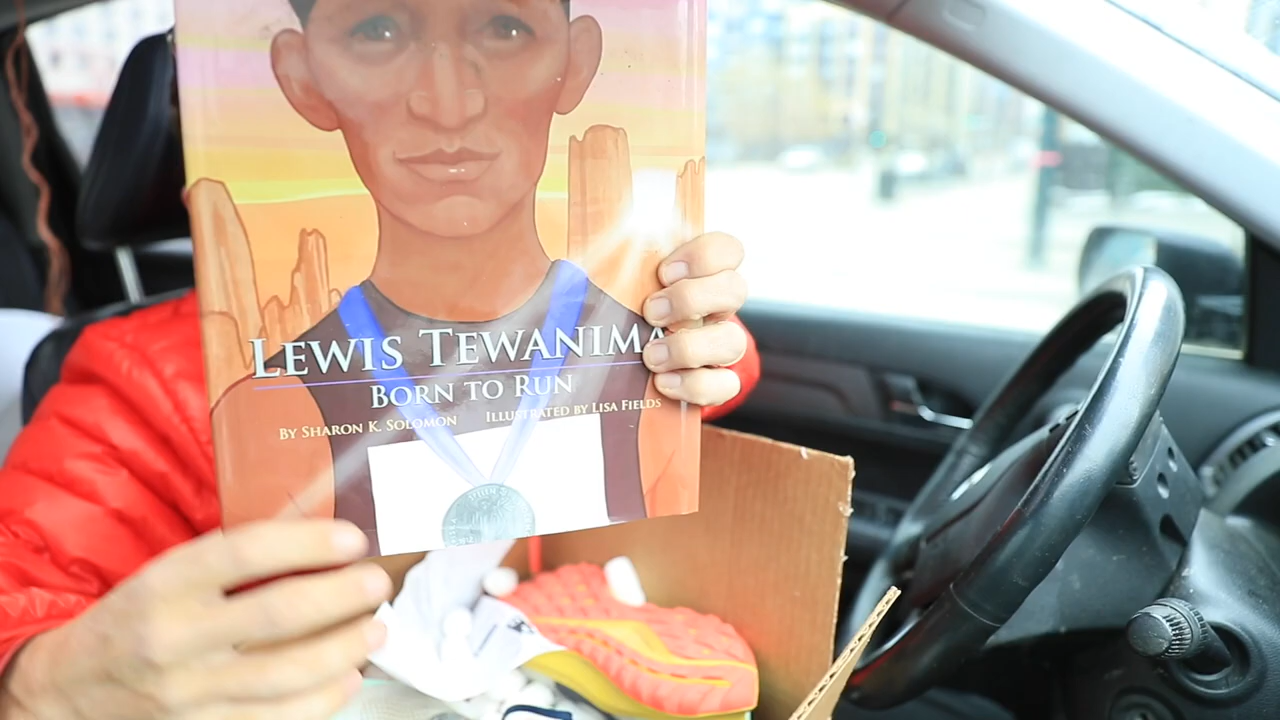 LEWIS TEWANIMA
BORN TO RUN
BY SHARON K. SOLOMON ILLUSTRATED BY LISA FIELDS